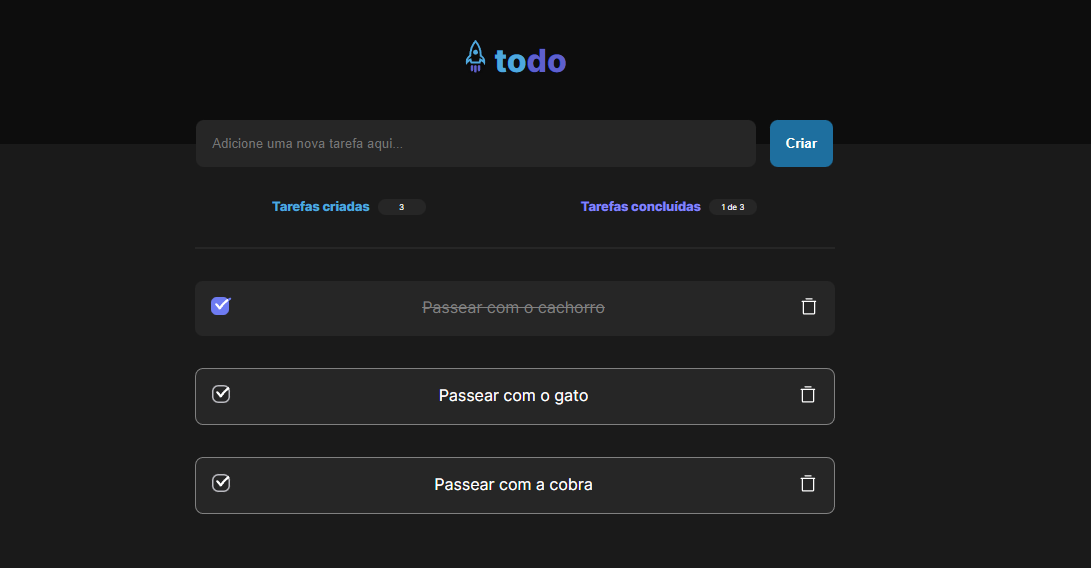 todo
Adicione uma nova tarefa aqui...
Criar
Tarefas criadas 3
Tarefas concluídas 1 de 3
Passear com o cachorro
Passear com o gato
Passear com a cobra